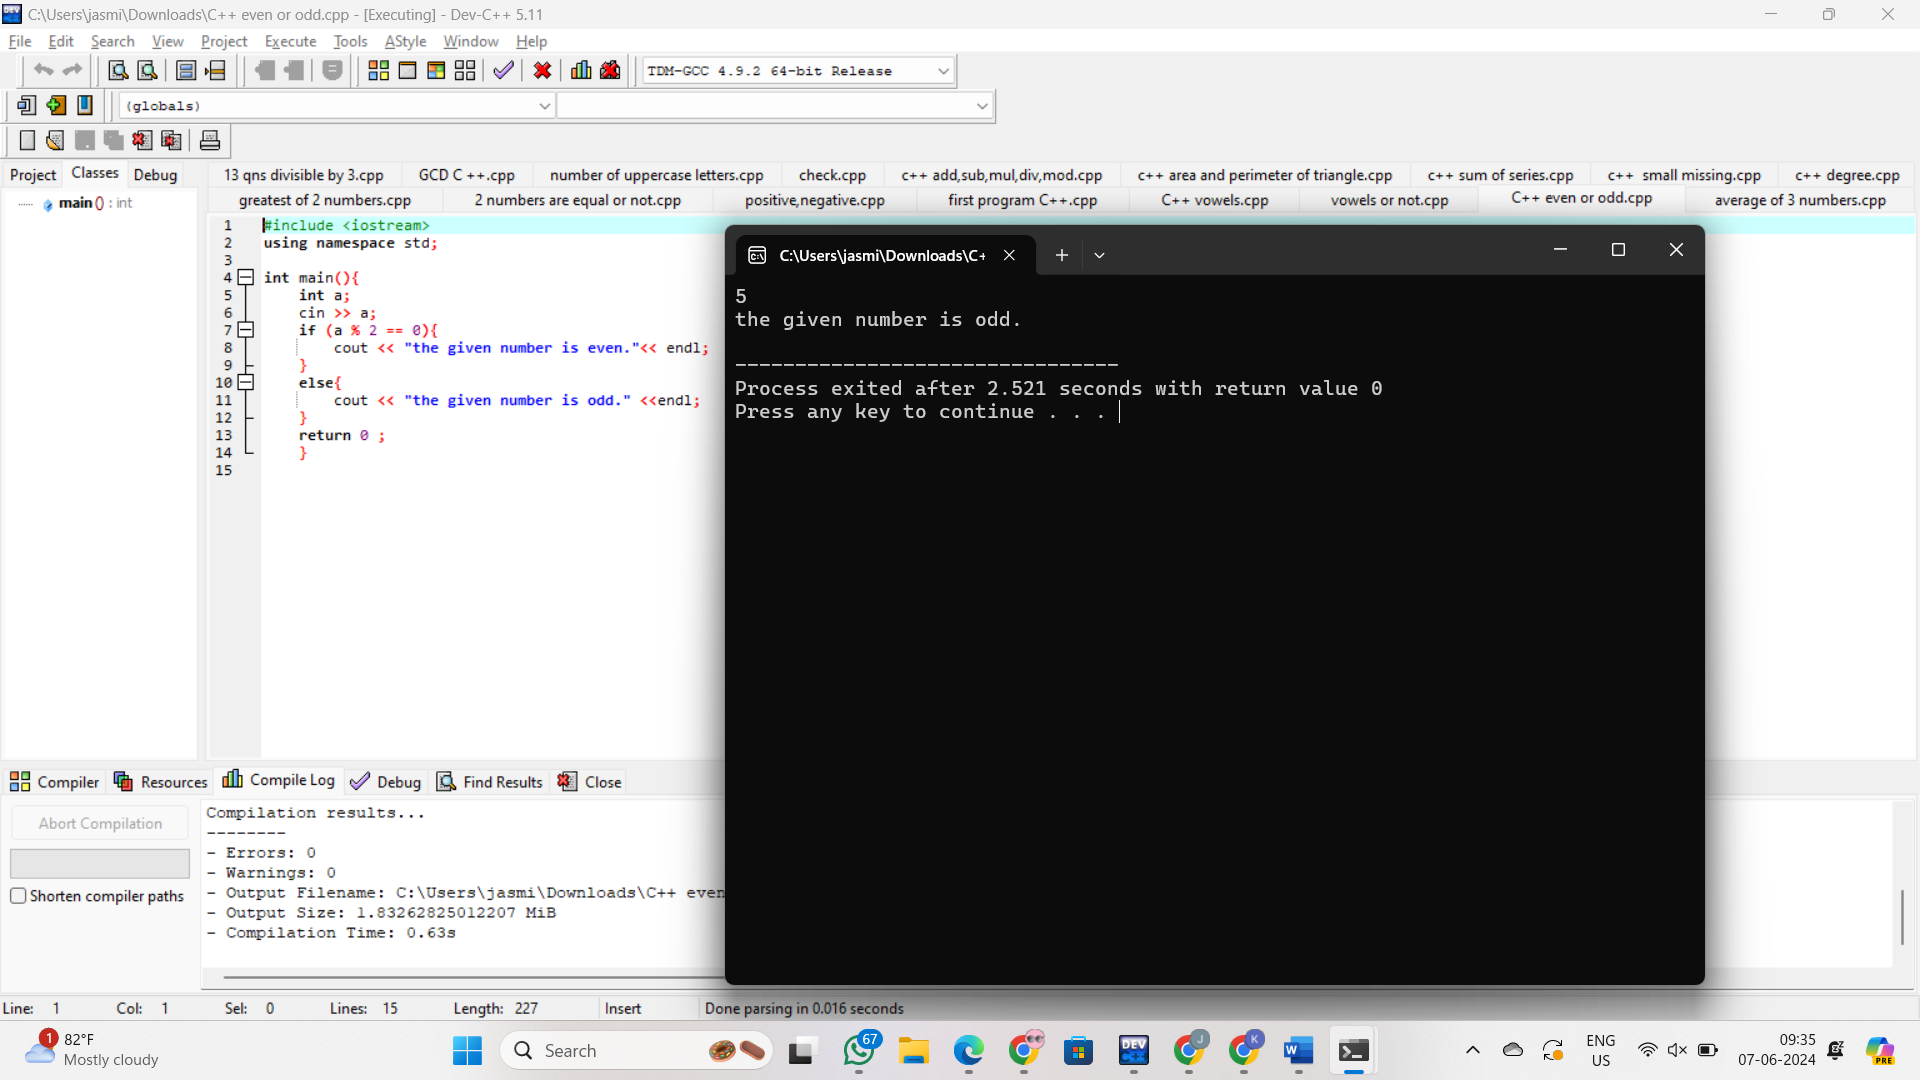 C:\Users\jasmi\Downloads\C++ even or odd.cpp - [Executing] - Dev-C++ 5.11
File Edit Search View Project Execute Tools AStyle Window Help
TDM-GCC 4.9.2 64-bit Release
(globals)
Project Classes Debug
13 qns divisible by 3.cpp GCD C ++.cpp number of uppercase letters.cpp check.cpp c++ add,sub,mul,div,mod.cpp c++ area and perimeter of triangle.cpp c++ sum of series.cpp c++ small missing.cpp c++ degree.cpp
greatest of 2 numbers.cpp 2 numbers are equal or not.cpp positive,negative.cpp first program C++.cpp C++ vowels.cpp vowels or not.cpp C++ even or odd.cpp average of 3 numbers.cpp
main () : int
1 #include <iostream>
2 using namespace std;
3
4 int main(){
5 int a;
6 cin >> a;
7 if (a % 2 == 0){
8 cout << "the given number is even."<< endl;
9 }
10 else{
11 cout << "the given number is odd." <<endl;
12 }
13 return 0 ;
14 }
15
C:\Users\jasmi\Downloads\C+
5
the given number is odd.
--------------------------------
Process exited after 2.521 seconds with return value 0
Press any key to continue . . .
Compiler Resources Compile Log Debug Find Results Close
Abort Compilation
Shorten compiler paths
Compilation results...
--------
- Errors: 0
- Warnings: 0
- Output Filename: C:\Users\jasmi\Downloads\C++ even
- Output Size: 1.83262825012207 MiB
- Compilation Time: 0.63s
Line: 1 Col: 1 Sel: 0 Lines: 15 Length: 227 Insert Done parsing in 0.016 seconds
1
82°F
Mostly cloudy
Search
67
DEV
C++
J
K
W
ENG
US
09:35
07-06-2024
PRE